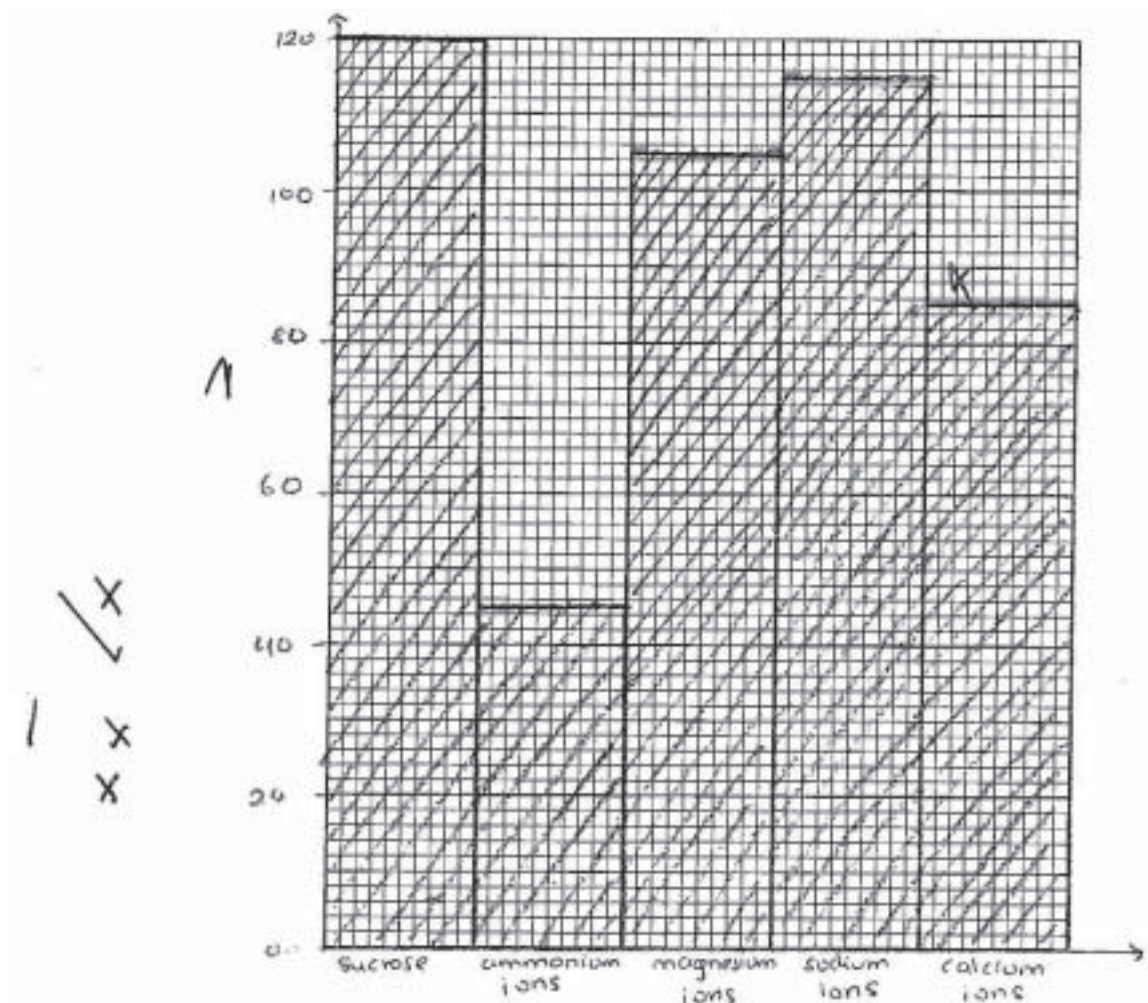 120
100
80
60
40
20
0
sucrose
ammonium ions
magnesium ions
sodium ions
calcium ions
x
x
x